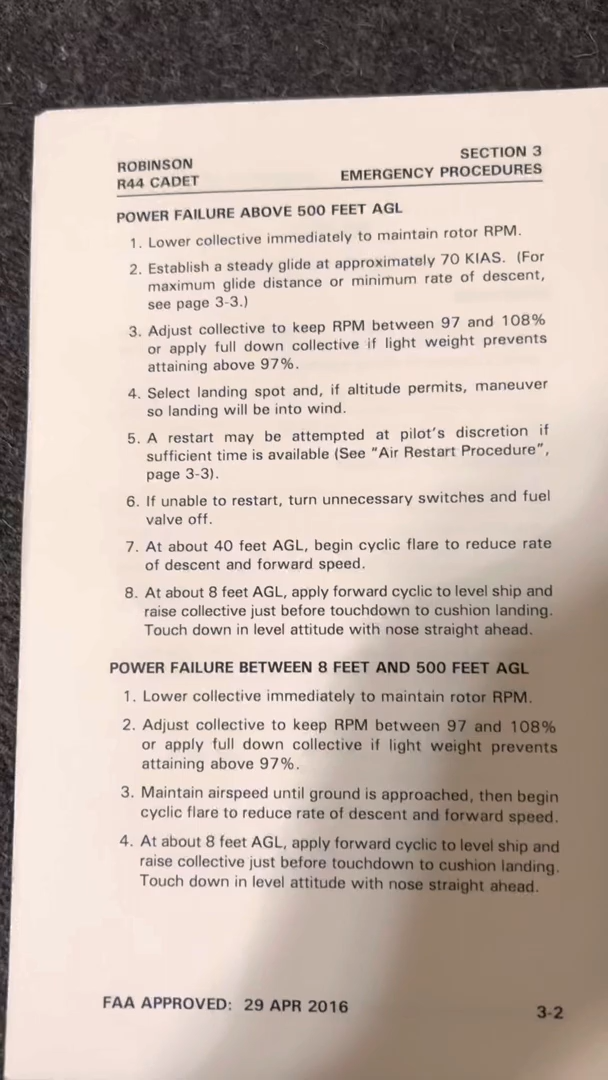 ROBINSON
R44 CADET
SECTION 3
EMERGENCY PROCEDURES
POWER FAILURE ABOVE 500 FEET AGL
1. Lower collective immediately to maintain rotor RPM.
2. Establish a steady glide at approximately 70 KIAS. (For
maximum glide distance or minimum rate of descent,
see page 3-3.)
3. Adjust collective to keep RPM between 97 and 108%
or apply full down collective if light weight prevents
attaining above 97%.
4. Select landing spot and, if altitude permits, maneuver
so landing will be into wind.
5. A restart may be attempted at pilot's discretion if
sufficient time is available (See "Air Restart Procedure",
page 3-3).
6. If unable to restart, turn unnecessary switches and fuel
valve off.
7. At about 40 feet AGL, begin cyclic flare to reduce rate
of descent and forward speed.
8. At about 8 feet AGL, apply forward cyclic to level ship and
raise collective just before touchdown to cushion landing.
Touch down in level attitude with nose straight ahead.
POWER FAILURE BETWEEN 8 FEET AND 500 FEET AGL
1. Lower collective immediately to maintain rotor RPM.
2. Adjust collective to keep RPM between 97 and 108%
or apply full down collective if light weight prevents
attaining above 97%.
3. Maintain airspeed until ground is approached, then begin
cyclic flare to reduce rate of descent and forward speed.
4. At about 8 feet AGL, apply forward cyclic to level ship and
raise collective just before touchdown to cushion landing.
Touch down in level attitude with nose straight ahead.
FAA APPROVED: 29 APR 2016
3-2